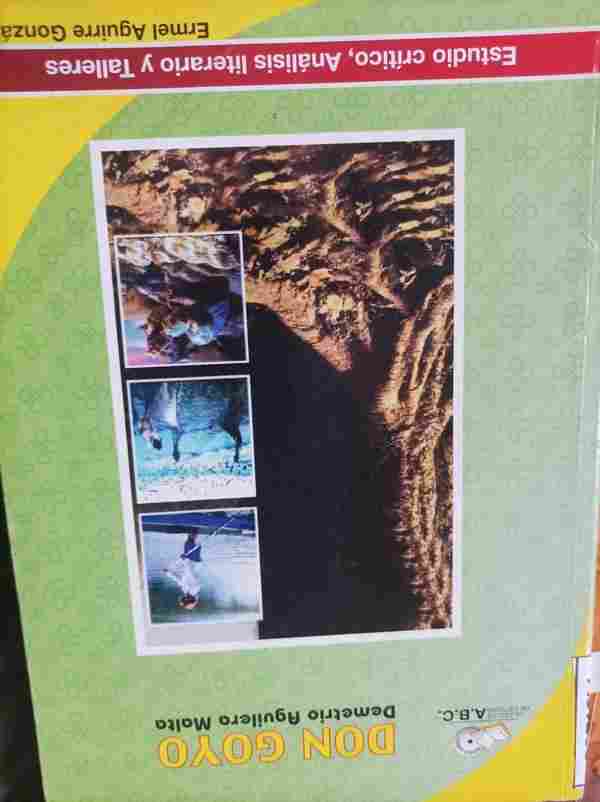 DON GOYO
Demetrio Aguilera Malta
A.B.C.
Estudio crítico, Análisis literario y Talleres
Ermel Aguirre Gonzá